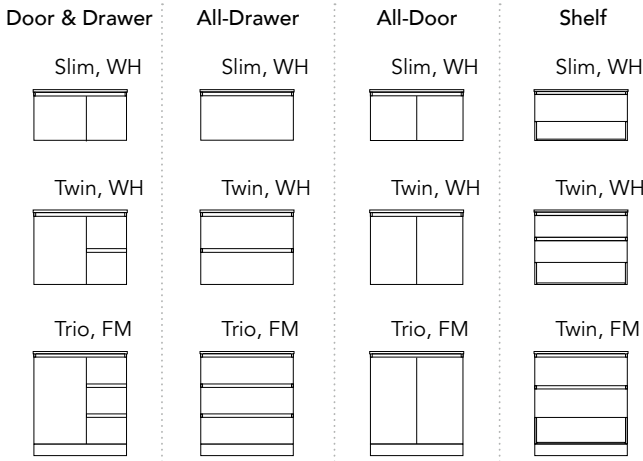 Door & Drawer All-Drawer All-Door Shelf
Slim, WH Slim, WH Slim, WH Slim, WH
Twin, WH Twin, WH Twin, WH Twin, WH
Trio, FM Trio, FM Trio, FM Twin, FM